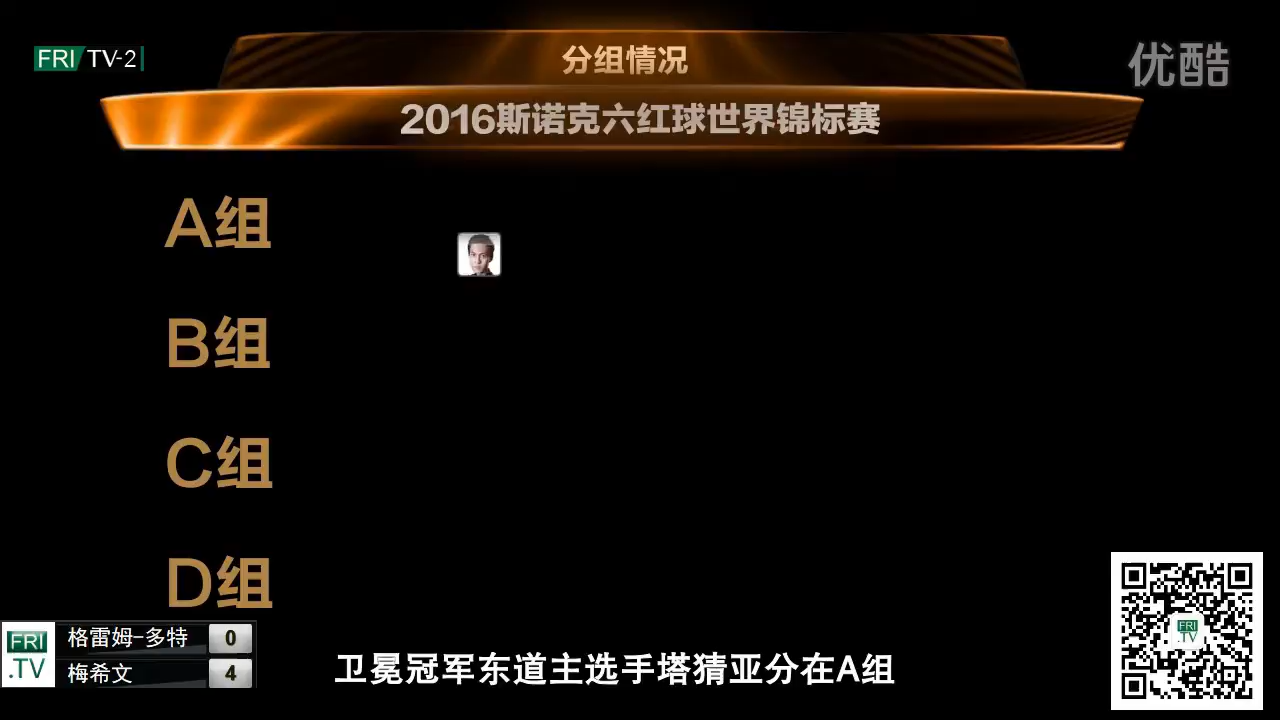 FRI TV-2
优酷
分组情况
2016斯诺克六红球世界锦标赛
A组
B组
C组
D组
FRI
.TV
格雷姆-多特 0
梅希文 4
卫冕冠军东道主选手塔猜亚分在A组
FRI
.TV